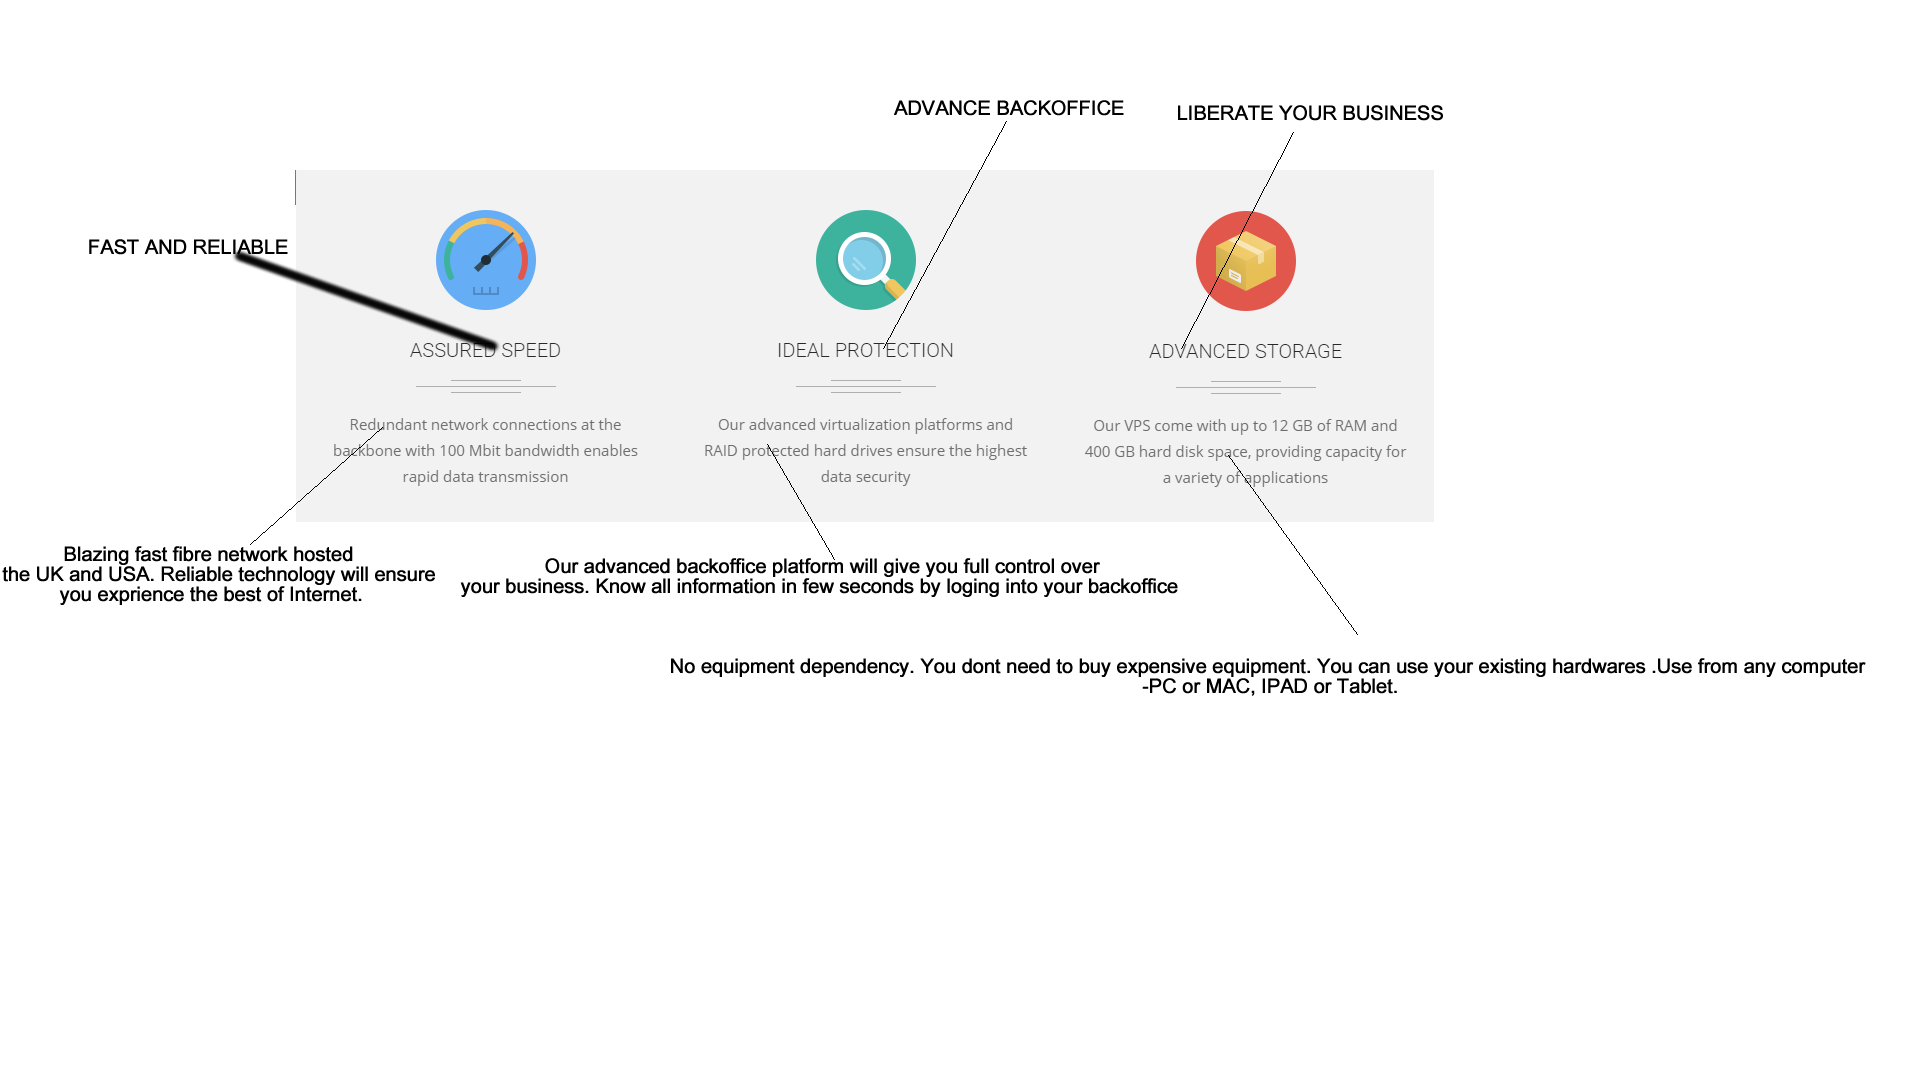 ADVANCE BACKOFFICE
LIBERATE YOUR BUSINESS
FAST AND RELIABLE
ASSURED SPEED
IDEAL PROTECTION
ADVANCED STORAGE
Redundant network connections at the
backbone with 100 Mbit bandwidth enables
rapid data transmission
Our advanced virtualization platforms and
RAID protected hard drives ensure the highest
data security
Our VPS come with up to 12 GB of RAM and
400 GB hard disk space, providing capacity for
a variety of applications
Blazing fast fibre network hosted
the UK and USA. Reliable technology will ensure
you exprience the best of Internet.
Our advanced backoffice platform will give you full control over
your business. Know all information in few seconds by loging into your backoffice
No equipment dependency. You dont need to buy expensive equipment. You can use your existing hardwares .Use from any computer
-PC or MAC, IPAD or Tablet.